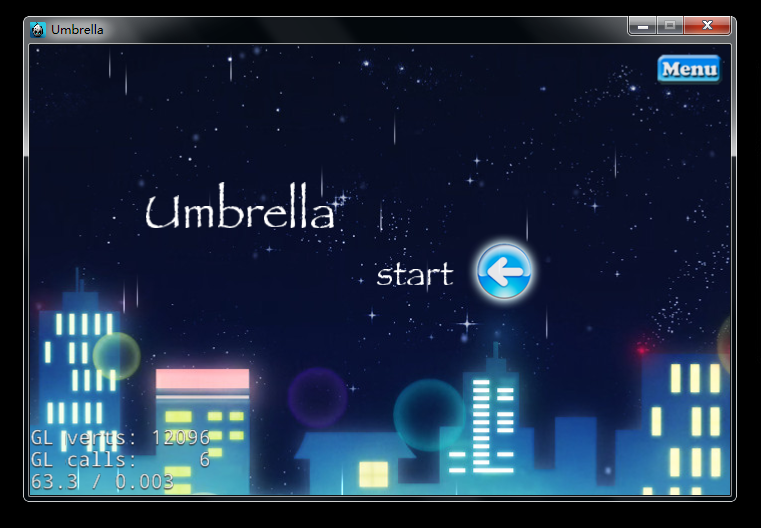 Umbrella
Menu
Umbrella
start
GL verts: 12096
GL calls: 6
63.3 / 0.003